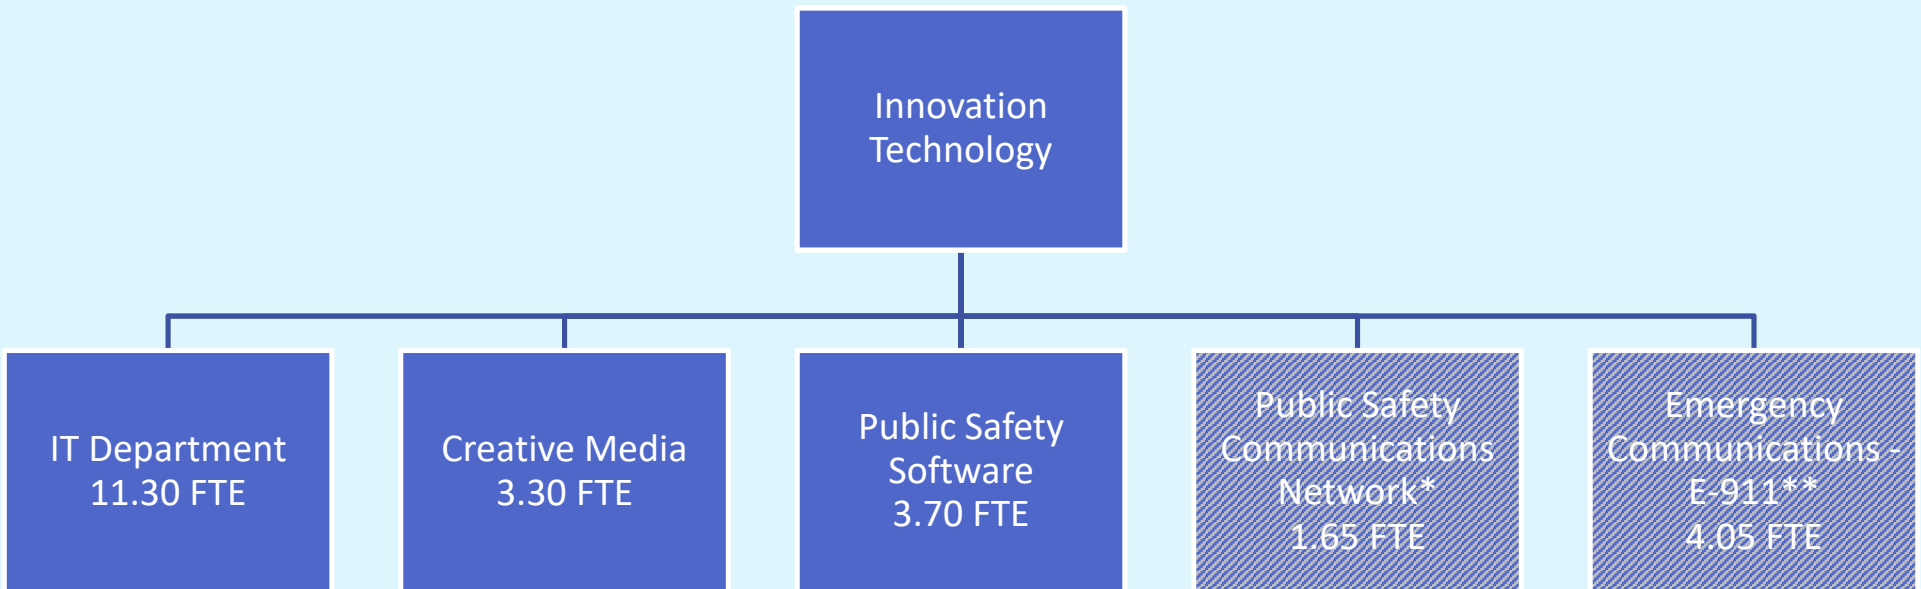 Innovation
Technology
IT Department
11.30 FTE
Creative Media
3.30 FTE
Public Safety
Software
3.70 FTE
Public Safety
Communications
Network*
1.65 FTE
Emergency
Communications -
E-911**
4.05 FTE